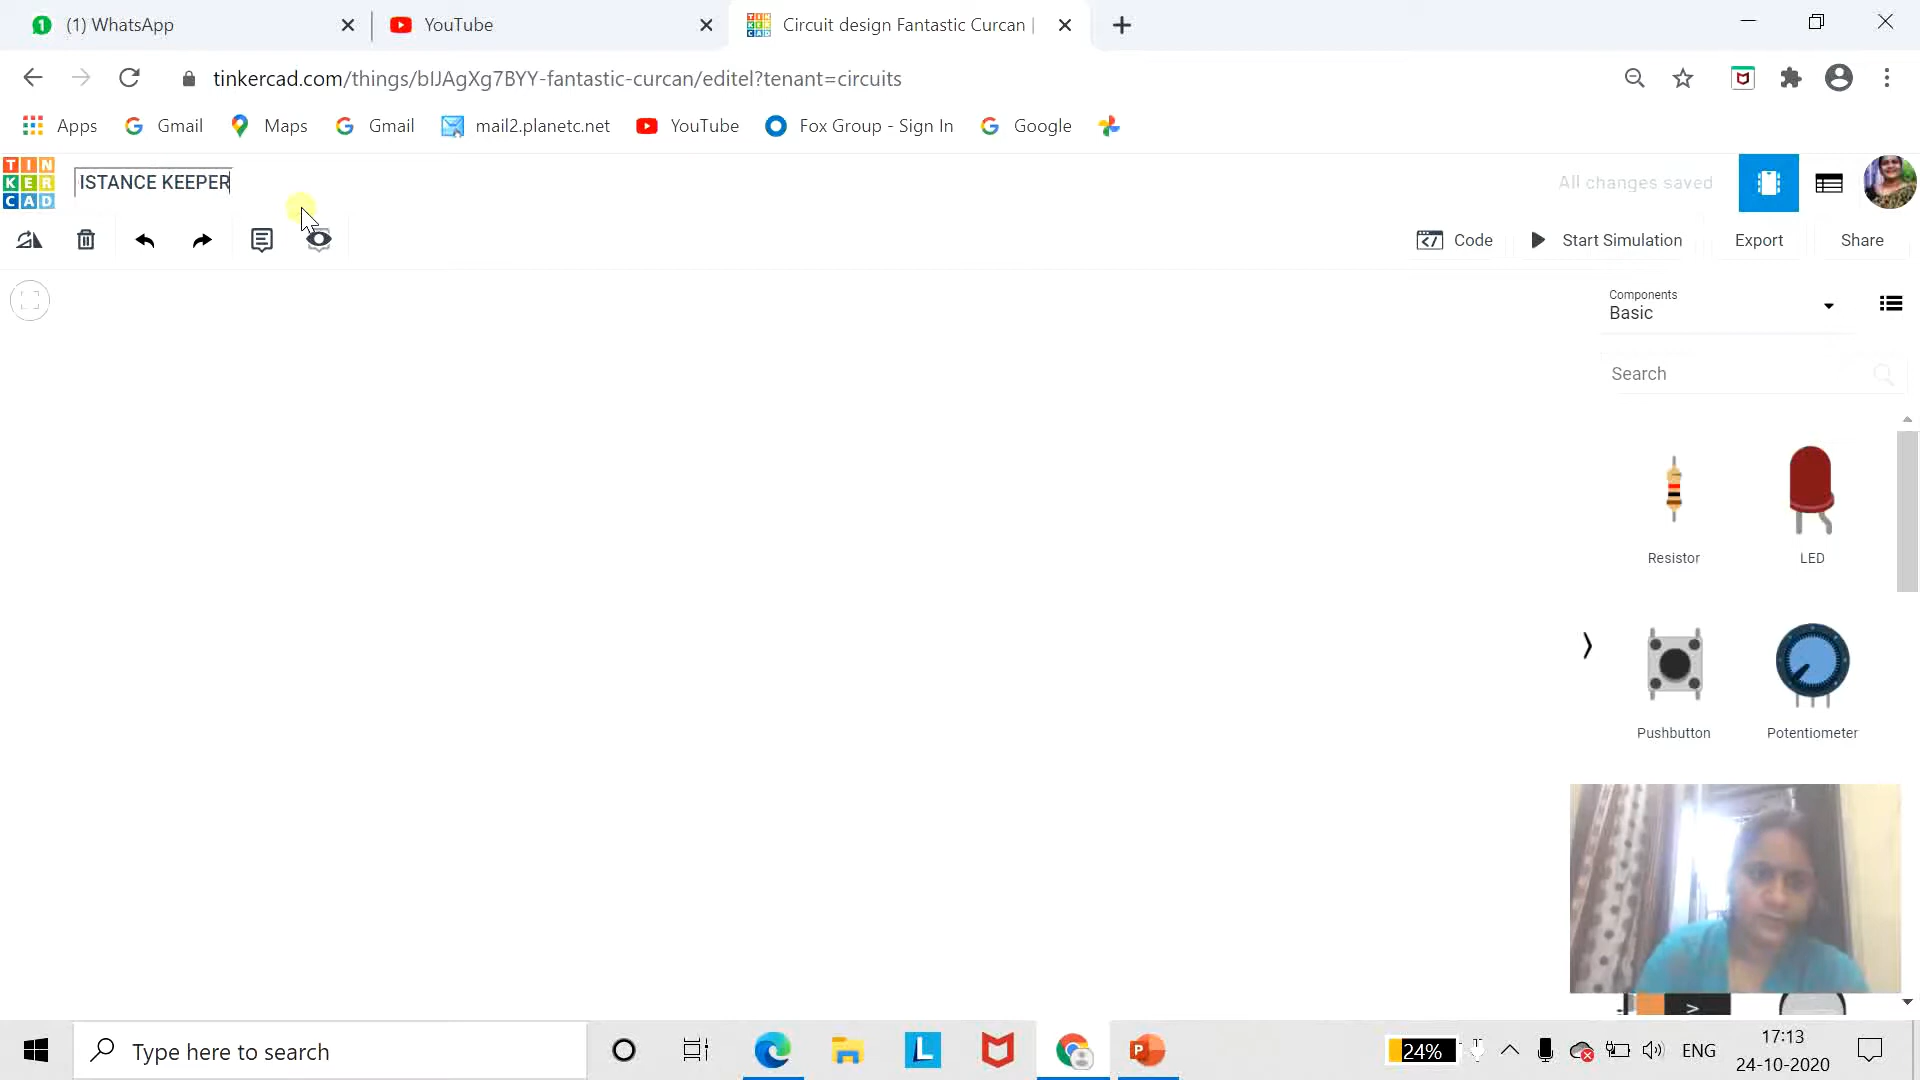 1
(1) WhatsApp
YouTube
Circuit design Fantastic Curcan |
tinkercad.com/things/bIJAgXg7BYY-fantastic-curcan/editel?tenant=circuits
Apps
Gmail
Maps
Gmail
mail2.planetc.net
YouTube
Fox Group - Sign In
Google
TIN
KER
CAD
ISTANCE KEEPER
All changes saved
Code
Start Simulation
Export
Share
Components
Basic
Search
Resistor
LED
Pushbutton
Potentiometer
Type here to search
L
P
24%
ENG
17:13
24-10-2020